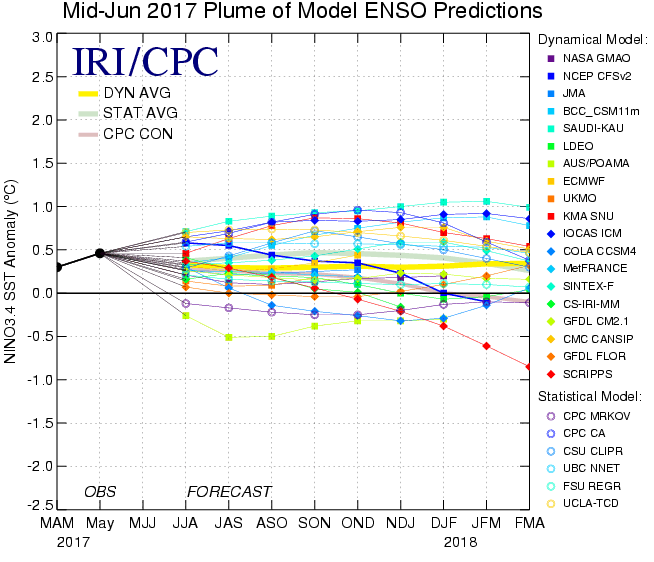 Mid-Jun 2017 Plume of Model ENSO Predictions
IRI/CPC
DYN AVG
STAT AVG
CPC CON
NINO3.4 SST Anomaly (ºC)
3.0
2.5
2.0
1.5
1.0
0.5
0.0
-0.5
-1.0
-1.5
-2.0
-2.5
OBS FORECAST
MAM May MJJ JJA JAS ASO SON OND NDJ DJF JFM FMA
2017 2018
Dynamical Model:
NASA GMAO
NCEP CFSv2
JMA
BCC_CSM11m
SAUDI-KAU
LDEO
AUS/POAMA
ECMWF
UKMO
KMA SNU
IOCAS ICM
COLA CCSM4
MetFRANCE
SINTEX-F
CS-IRI-MM
GFDL CM2.1
CMC CANSIP
GFDL FLOR
SCRIPPS
Statistical Model:
CPC MRKOV
CPC CA
CSU CLIPR
UBC NNET
FSU REGR
UCLA-TCD